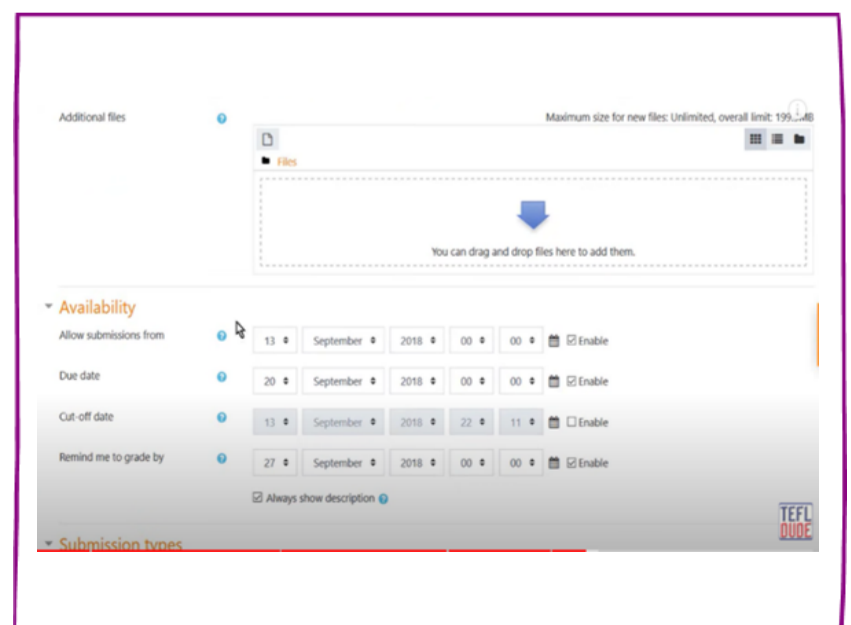 Additional files
Maximum size for new files: Unlimited, overall limit: 199. MB
Files
You can drag and drop files here to add them.
Availability
Allow submissions from 13 September 2018 00 00 Enable
Due date 20 September 2018 00 00 Enable
Cut-off date 13 September 2018 22 11 Enable
Remind me to grade by 27 September 2018 00 00 Enable
Always show description
TEFL
DUDE
Submission types